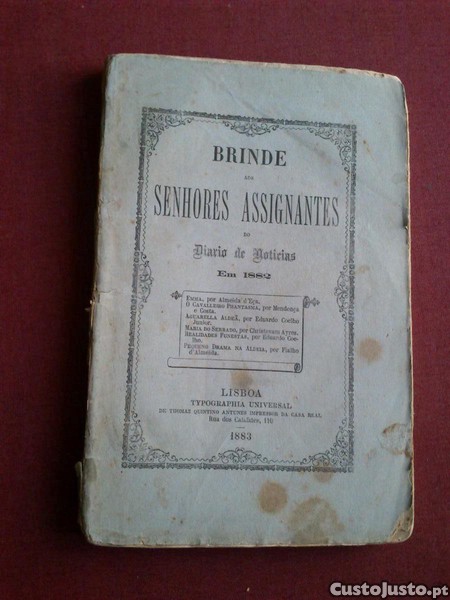 BRINDE
AOS
SENHORES ASSIGNANTES
DO
Diario de Noticias
Em 1882
EMMA, por Almeida d'Eça.
O CAVALLEIRO PHANTASMA, por Mendonça
e Costa.
AGUARELLA ALEMÃ, por Eduardo Coelho
Junior.
MARIA DO SERRADO, por Christovam Ayres.
REALIDADES FUNESTAS, por Eduardo Coe-
lho.
PEQUENO DRAMA NA ALDEIA, por Fialho
d'Almeida.
LISBOA
TYPOGRAPHIA UNIVERSAL
DE THOMAZ QUINTINO ANTUNES IMPRESSOR DA CASA REAL
Rua dos Calafates, 110
1883
CustoJusto.pt